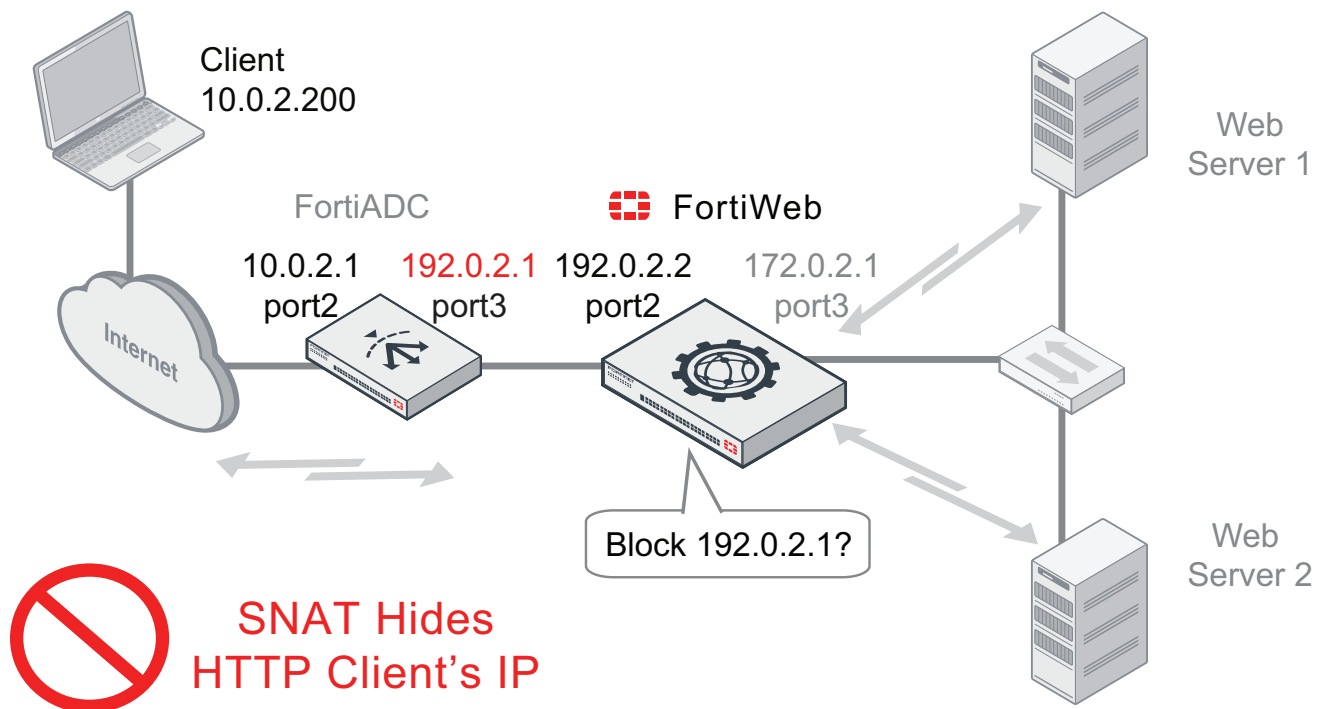 Client
10.0.2.200
Web
Server 1
FortiADC
FortiWeb
10.0.2.1
port2
192.0.2.1
port3
192.0.2.2
port2
172.0.2.1
port3
Internet
Block 192.0.2.1?
Web
Server 2
SNAT Hides
HTTP Client's IP